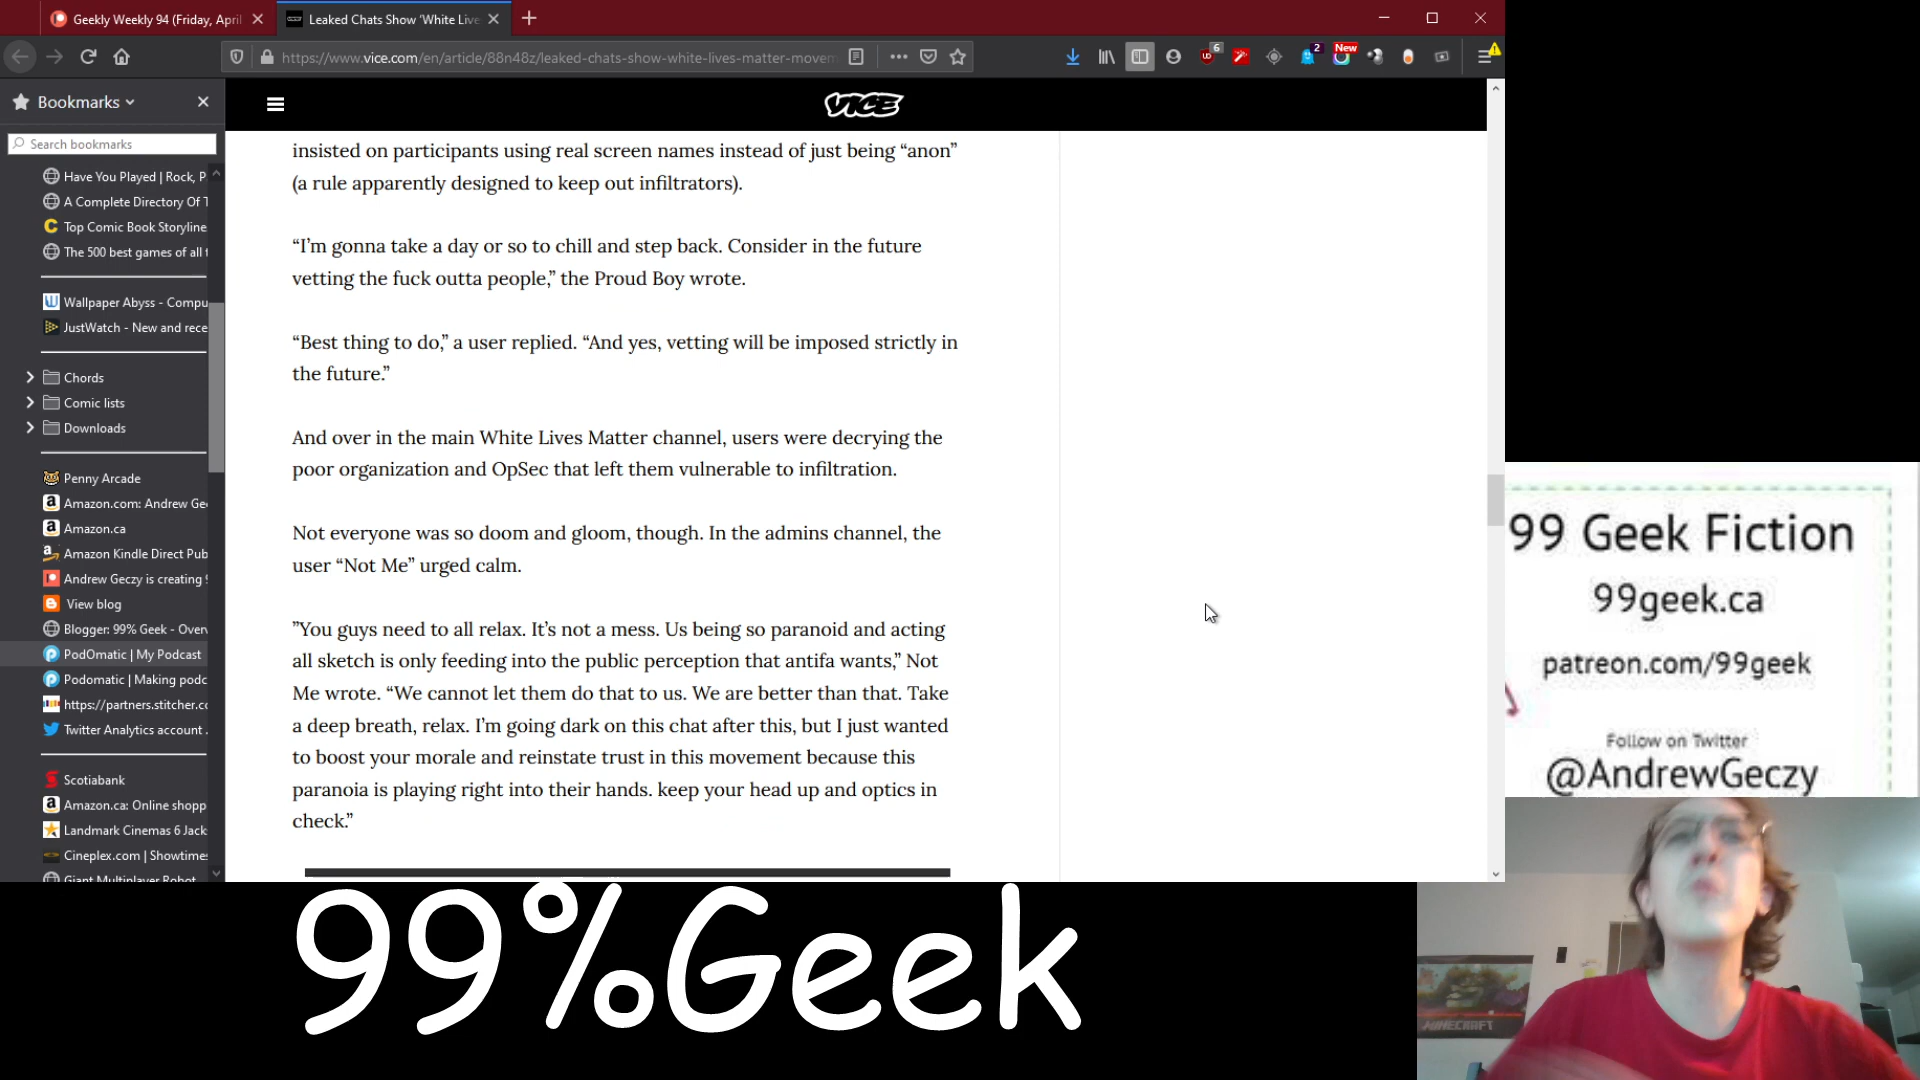 Geekly Weekly 94 (Friday, April
Leaked Chats Show 'White Live
https://www.vice.com/en/article/88n48z/leaked-chats-show-white-lives-matter-movem
6
2
New
Bookmarks
VICE
Search bookmarks
Have You Played | Rock, P
A Complete Directory Of T
Top Comic Book Storyline
The 500 best games of all t
Wallpaper Abyss - Compu
JustWatch - New and rece
Chords
Comic lists
Downloads
Penny Arcade
Amazon.com: Andrew Ge
Amazon.ca
Amazon Kindle Direct Pub
Andrew Geczy is creating 9
View blog
Blogger: 99% Geek - Overv
PodOmatic | My Podcast
Podomatic | Making podc
https://partners.stitcher.co
Twitter Analytics account .
Scotiabank
Amazon.ca: Online shopp
Landmark Cinemas 6 Jack
Cineplex.com | Showtimes
Giant Multiplayer Robot
insisted on participants using real screen names instead of just being “anon”
(a rule apparently designed to keep out infiltrators).
“I’m gonna take a day or so to chill and step back. Consider in the future
vetting the fuck outta people,” the Proud Boy wrote.
“Best thing to do,” a user replied. “And yes, vetting will be imposed strictly in
the future.”
And over in the main White Lives Matter channel, users were decrying the
poor organization and OpSec that left them vulnerable to infiltration.
Not everyone was so doom and gloom, though. In the admins channel, the
user “Not Me” urged calm.
”You guys need to all relax. It’s not a mess. Us being so paranoid and acting
all sketch is only feeding into the public perception that antifa wants,” Not
Me wrote. “We cannot let them do that to us. We are better than that. Take
a deep breath, relax. I’m going dark on this chat after this, but I just wanted
to boost your morale and reinstate trust in this movement because this
paranoia is playing right into their hands. keep your head up and optics in
check.”
99 Geek Fiction
99geek.ca
patreon.com/99geek
Follow on Twitter
@AndrewGeczy
MINECRAFT
99%Geek